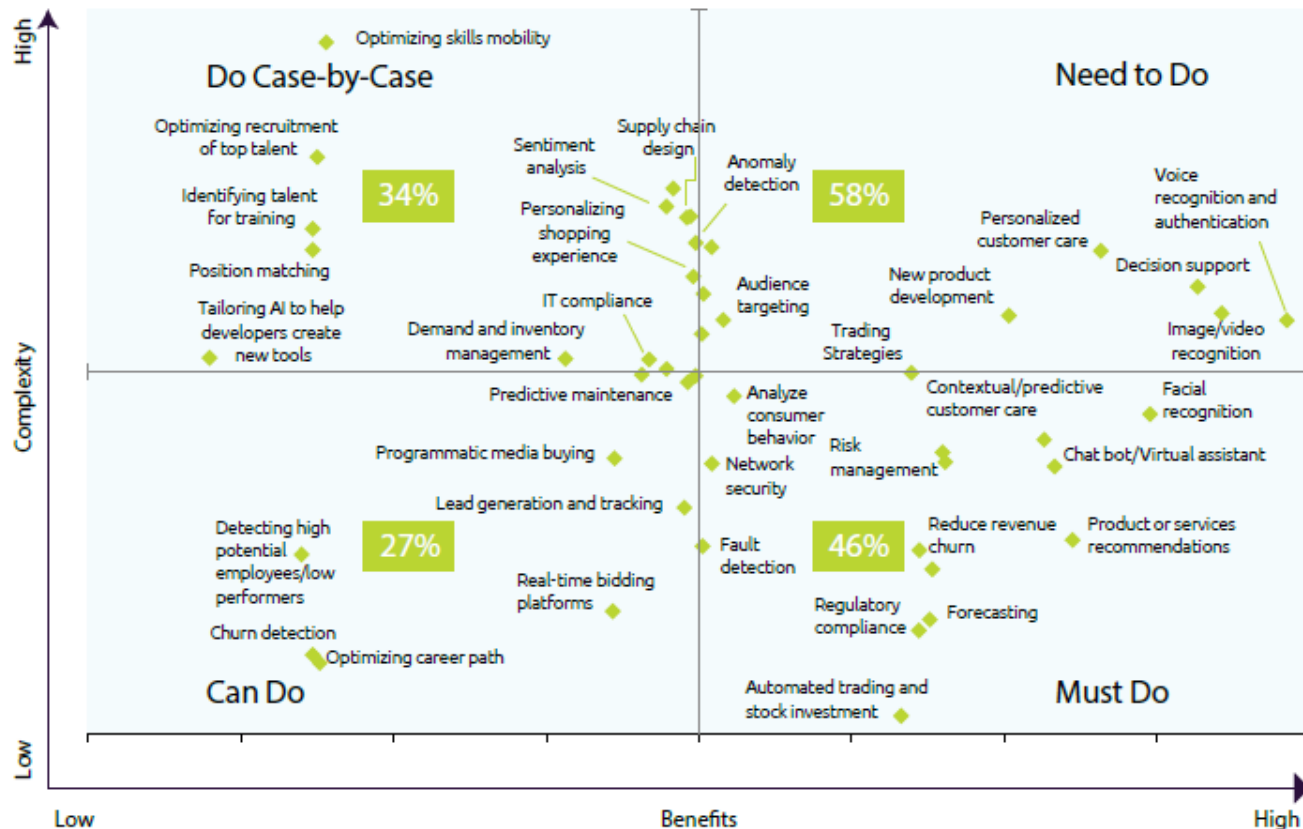 High
Optimizing skills mobility
Do Case-by-Case
Need to Do
Optimizing recruitment
of top talent
Supply chain
design
Sentiment
analysis
Anomaly
detection
34%
58%
Voice
recognition and
authentication
Identifying talent
for training
Personalizing
shopping
experience
Personalized
customer care
Position matching
Decision support
New product
development
IT compliance
Audience
targeting
Tailoring AI to help
developers create
new tools
Demand and inventory
management
Trading
Strategies
Image/video
recognition
Complexity
Predictive maintenance
Analyze
consumer
behavior
Contextual/predictive
customer care
Facial
recognition
Programmatic media buying
Risk
management
Chat bot/Virtual assistant
Network
security
Lead generation and tracking
Detecting high
potential
employees/low
performers
27%
Fault
detection
46%
Reduce revenue
churn
Product or services
recommendations
Real-time bidding
platforms
Regulatory
compliance
Forecasting
Churn detection
Optimizing career path
Can Do
Automated trading and
stock investment
Must Do
Low
Low
Benefits
High